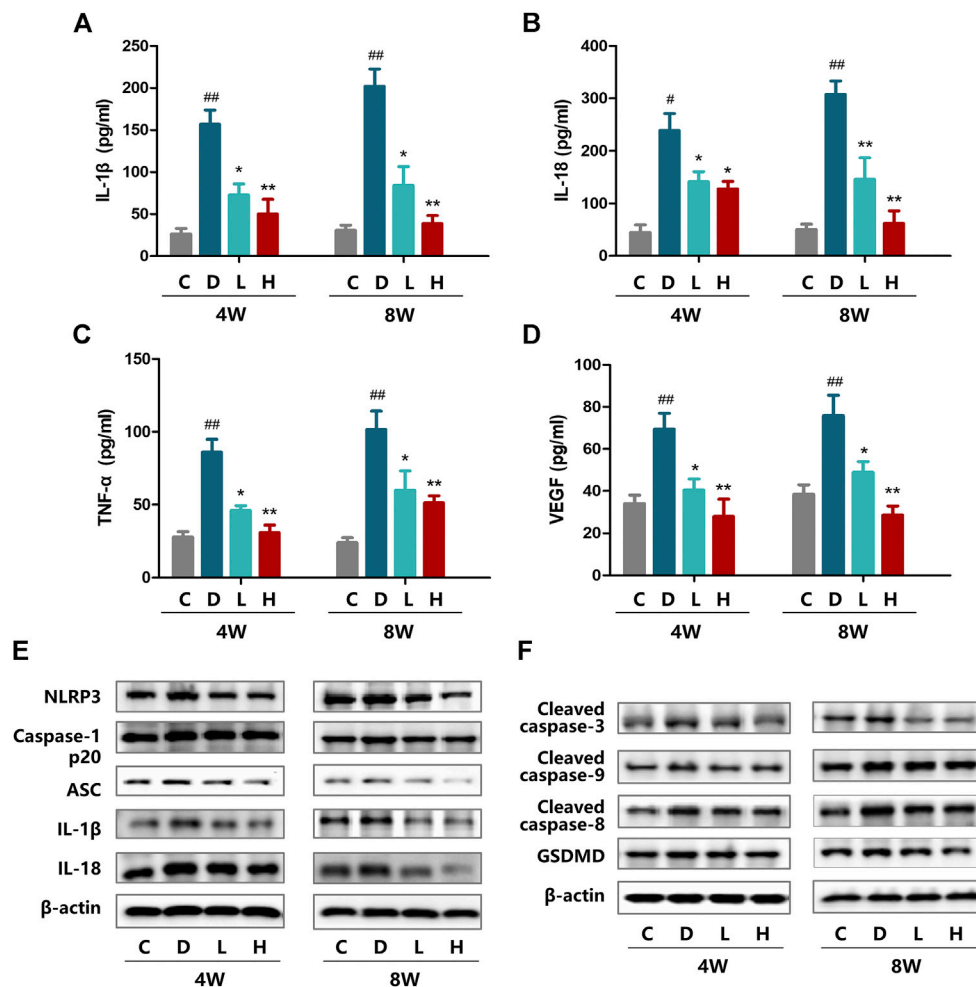 A
IL-1β (pg/ml)
250
200
150
100
50
0
##
*
**
##
*
**
C D L H C D L H
4W 8W
B
IL-18 (pg/ml)
400
300
200
100
0
#
*
*
##
**
**
C D L H C D L H
4W 8W
C
TNF-α (pg/ml)
150
100
50
0
##
*
**
##
*
**
C D L H C D L H
4W 8W
D
VEGF (pg/ml)
100
80
60
40
20
0
##
*
**
##
*
**
C D L H C D L H
4W 8W
E
NLRP3
Caspase-1
p20
ASC
IL-1β
IL-18
β-actin
C D L H C D L H
4W 8W
F
Cleaved
caspase-3
Cleaved
caspase-9
Cleaved
caspase-8
GSDMD
β-actin
C D L H C D L H
4W 8W